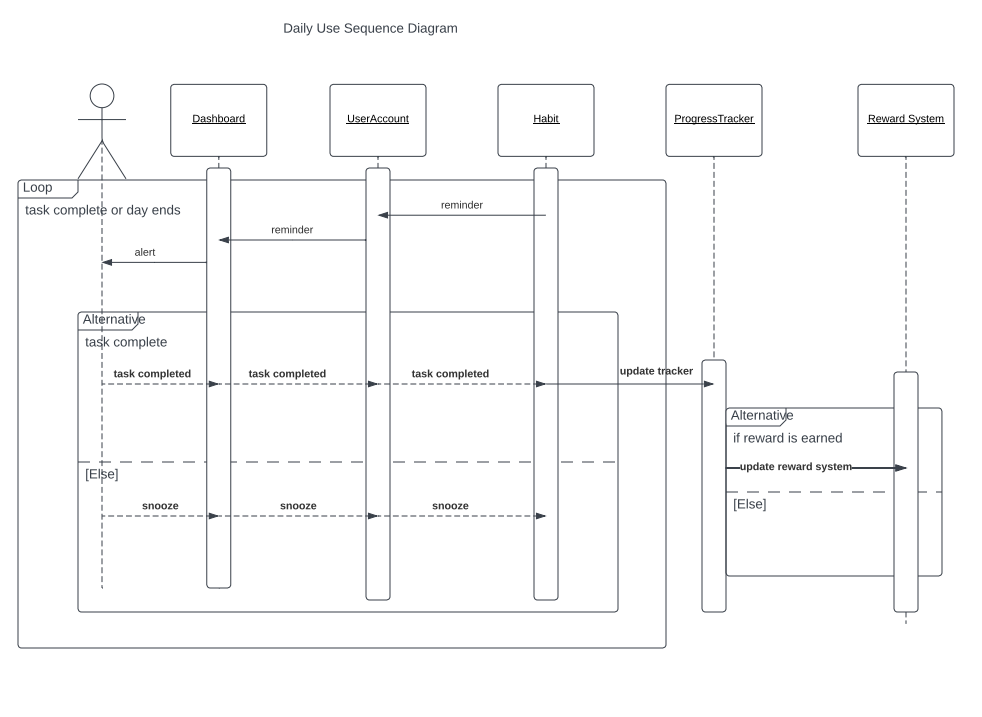 Daily Use Sequence Diagram
Dashboard
UserAccount
Habit
ProgressTracker
Reward System
Loop
task complete or day ends
reminder
reminder
alert
Alternative
task complete
task completed
task completed
task completed
update tracker
Alternative
if reward is earned
update reward system
[Else]
[Else]
snooze
snooze
snooze